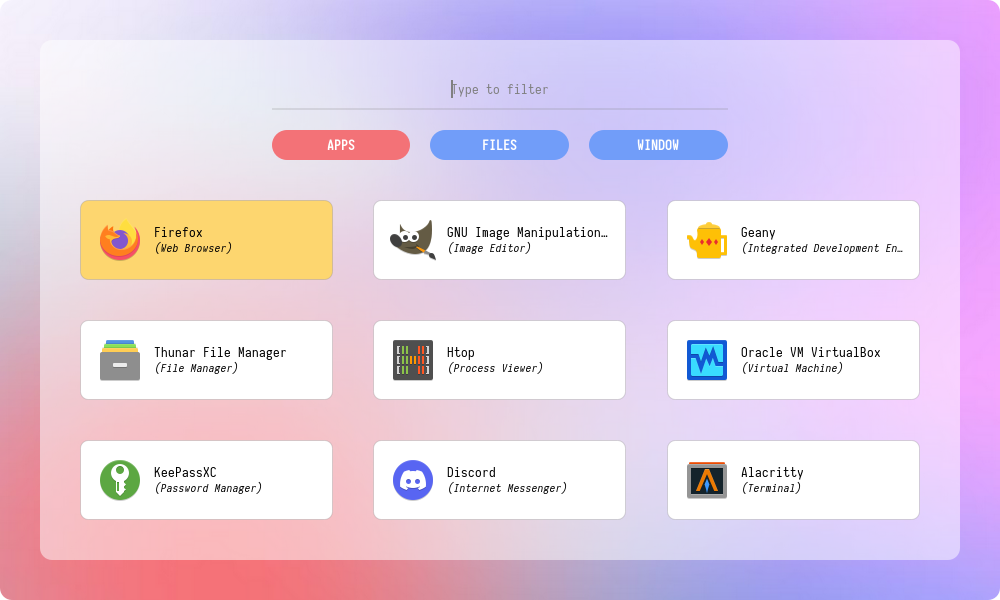 Type to filter
APPS
FILES
WINDOW
Firefox
(Web Browser)
GNU Image Manipulation…
(Image Editor)
Geany
(Integrated Development En…
Thunar File Manager
(File Manager)
Htop
(Process Viewer)
Oracle VM VirtualBox
(Virtual Machine)
KeePassXC
(Password Manager)
Discord
(Internet Messenger)
Alacritty
(Terminal)